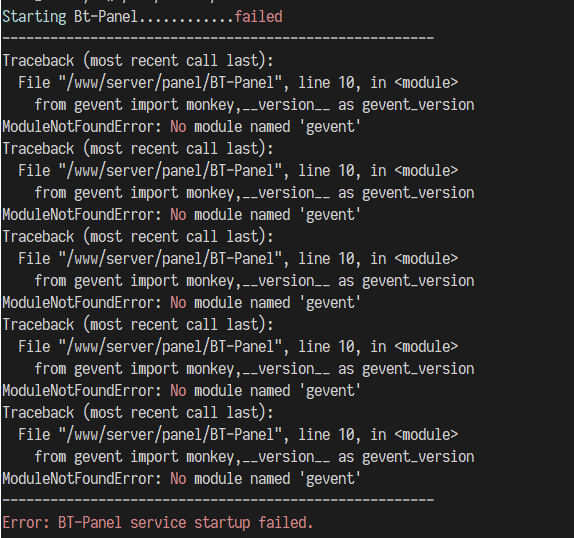 Starting Bt-Panel............failed
------------------------------------------------------
Traceback (most recent call last):
  File "/www/server/panel/BT-Panel", line 10, in <module>
    from gevent import monkey,__version__ as gevent_version
ModuleNotFoundError: No module named 'gevent'
Traceback (most recent call last):
  File "/www/server/panel/BT-Panel", line 10, in <module>
    from gevent import monkey,__version__ as gevent_version
ModuleNotFoundError: No module named 'gevent'
Traceback (most recent call last):
  File "/www/server/panel/BT-Panel", line 10, in <module>
    from gevent import monkey,__version__ as gevent_version
ModuleNotFoundError: No module named 'gevent'
Traceback (most recent call last):
  File "/www/server/panel/BT-Panel", line 10, in <module>
    from gevent import monkey,__version__ as gevent_version
ModuleNotFoundError: No module named 'gevent'
Traceback (most recent call last):
  File "/www/server/panel/BT-Panel", line 10, in <module>
    from gevent import monkey,__version__ as gevent_version
ModuleNotFoundError: No module named 'gevent'
------------------------------------------------------
Error: BT-Panel service startup failed.